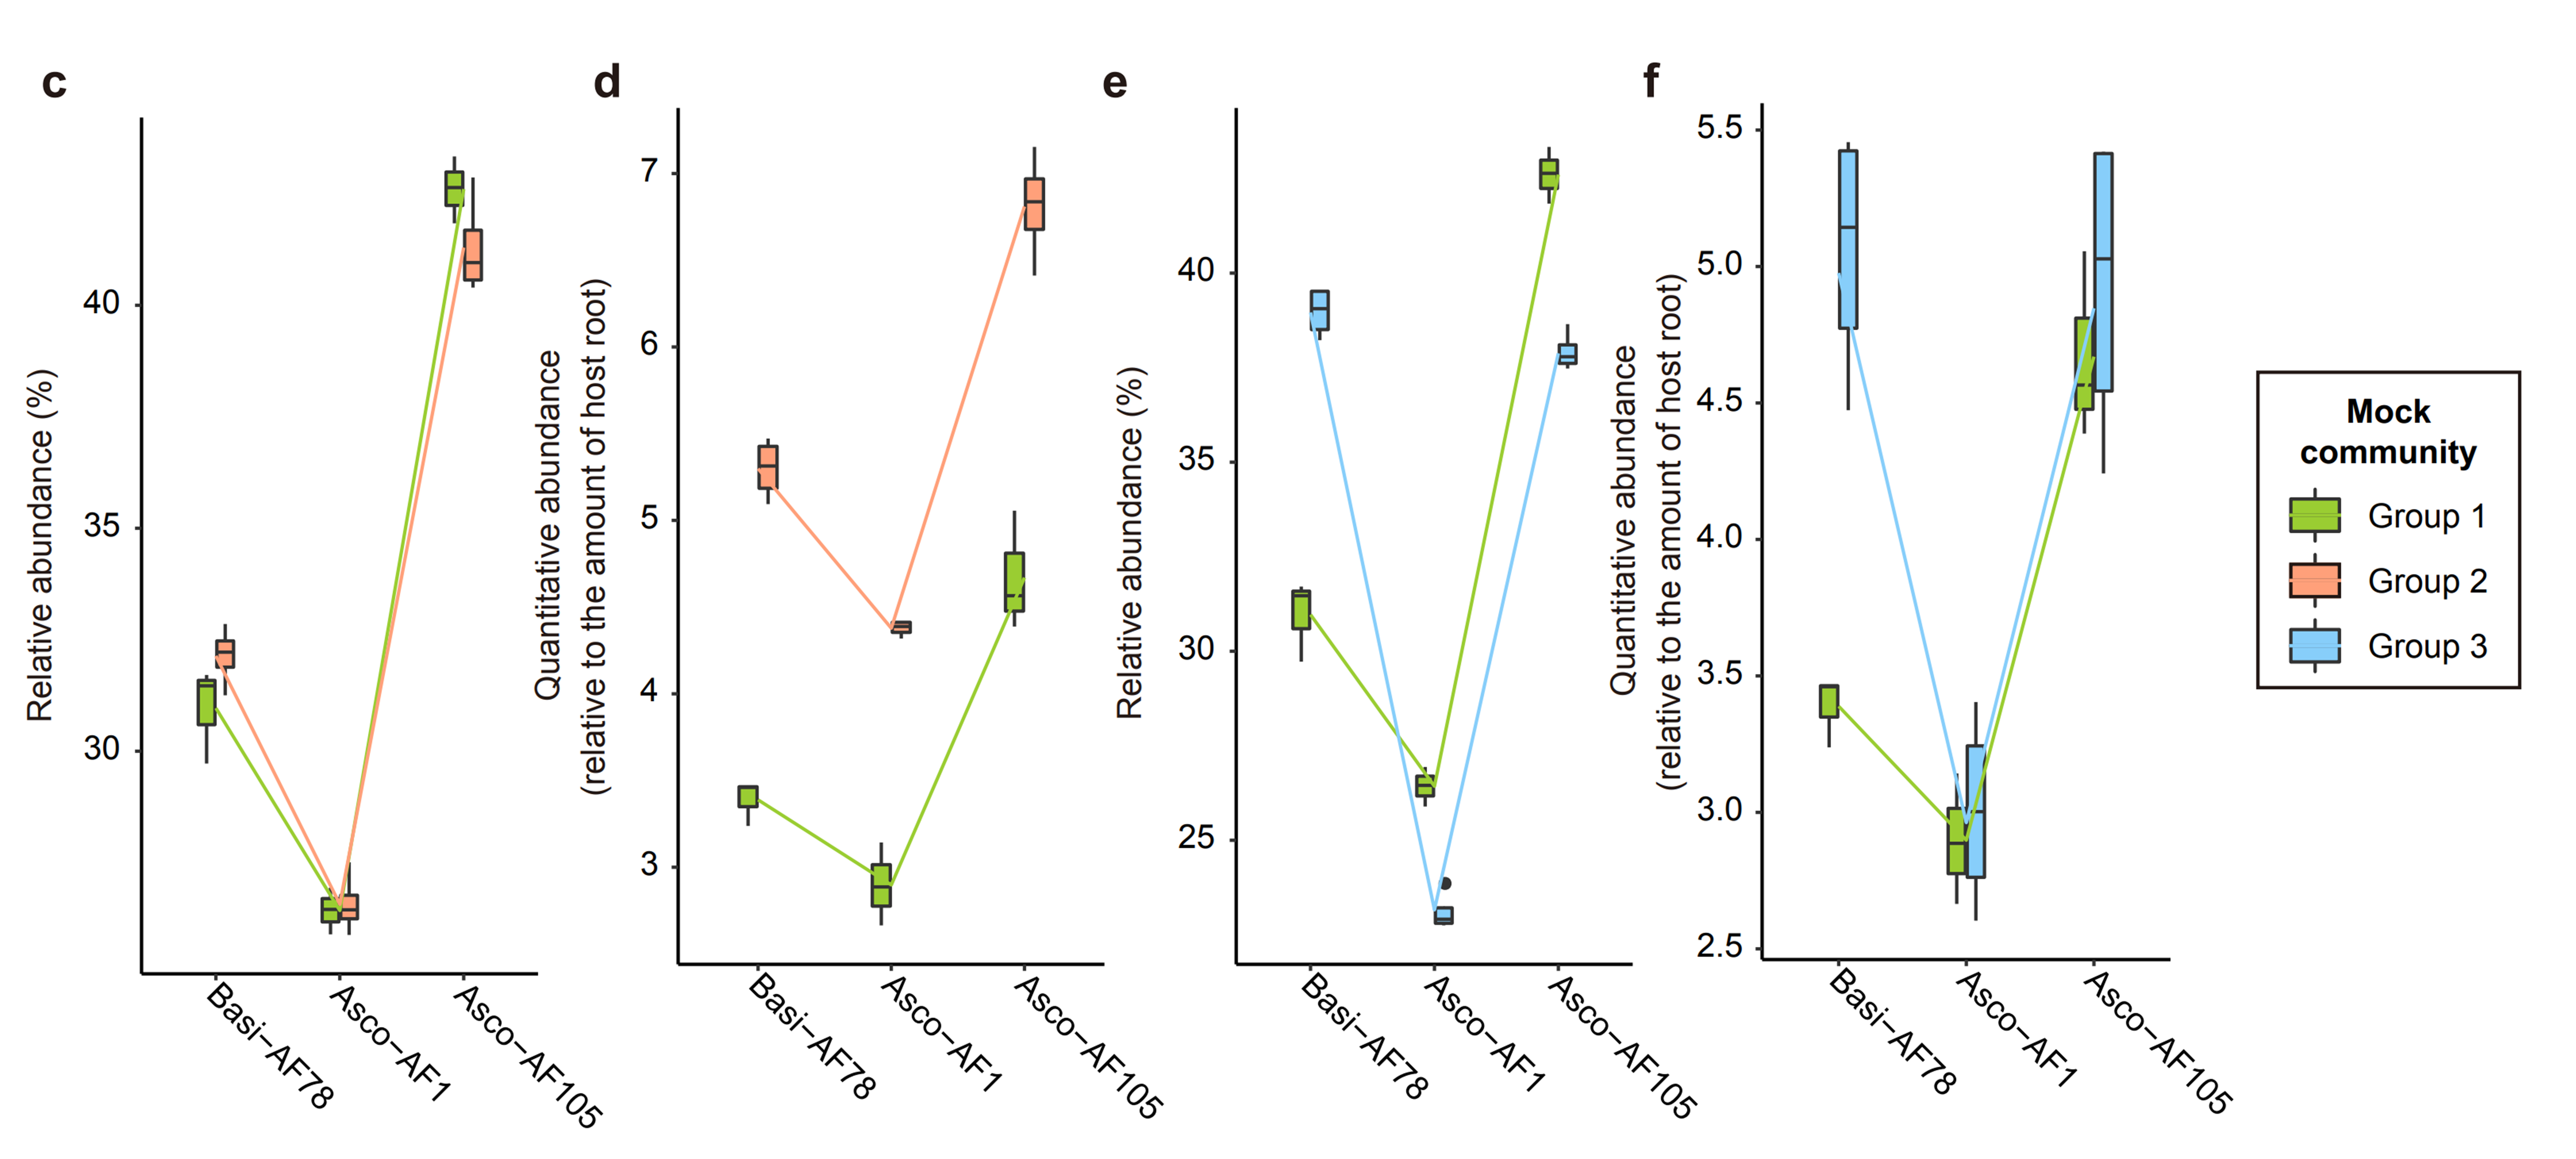 c
Relative abundance (%)
40
35
30
Basi−AF78
Asco−AF1
Asco−AF105
d
Quantitative abundance
(relative to the amount of host root)
7
6
5
4
3
Basi−AF78
Asco−AF1
Asco−AF105
e
Relative abundance (%)
40
35
30
25
Basi−AF78
Asco−AF1
Asco−AF105
f
Quantitative abundance
(relative to the amount of host root)
5.5
5.0
4.5
4.0
3.5
3.0
2.5
Basi−AF78
Asco−AF1
Asco−AF105
Mock
community
Group 1
Group 2
Group 3